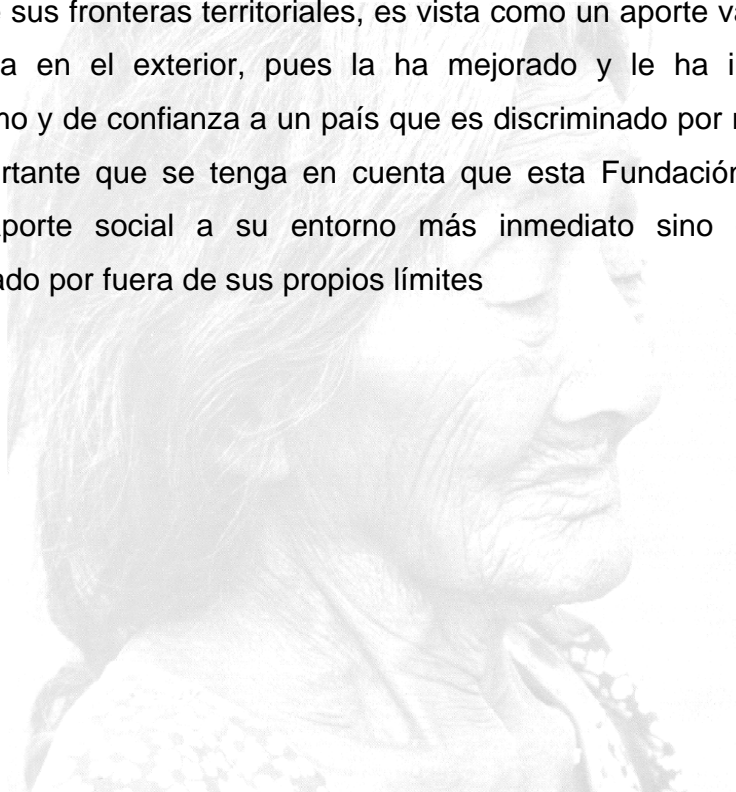 sus fronteras territoriales, es vista como un aporte
a en el exterior, pues la ha mejorado y le ha
y de confianza a un país que es discriminado por
que se tenga en cuenta que esta Fundación
social a su entorno más inmediato sino
por fuera de sus propios límites